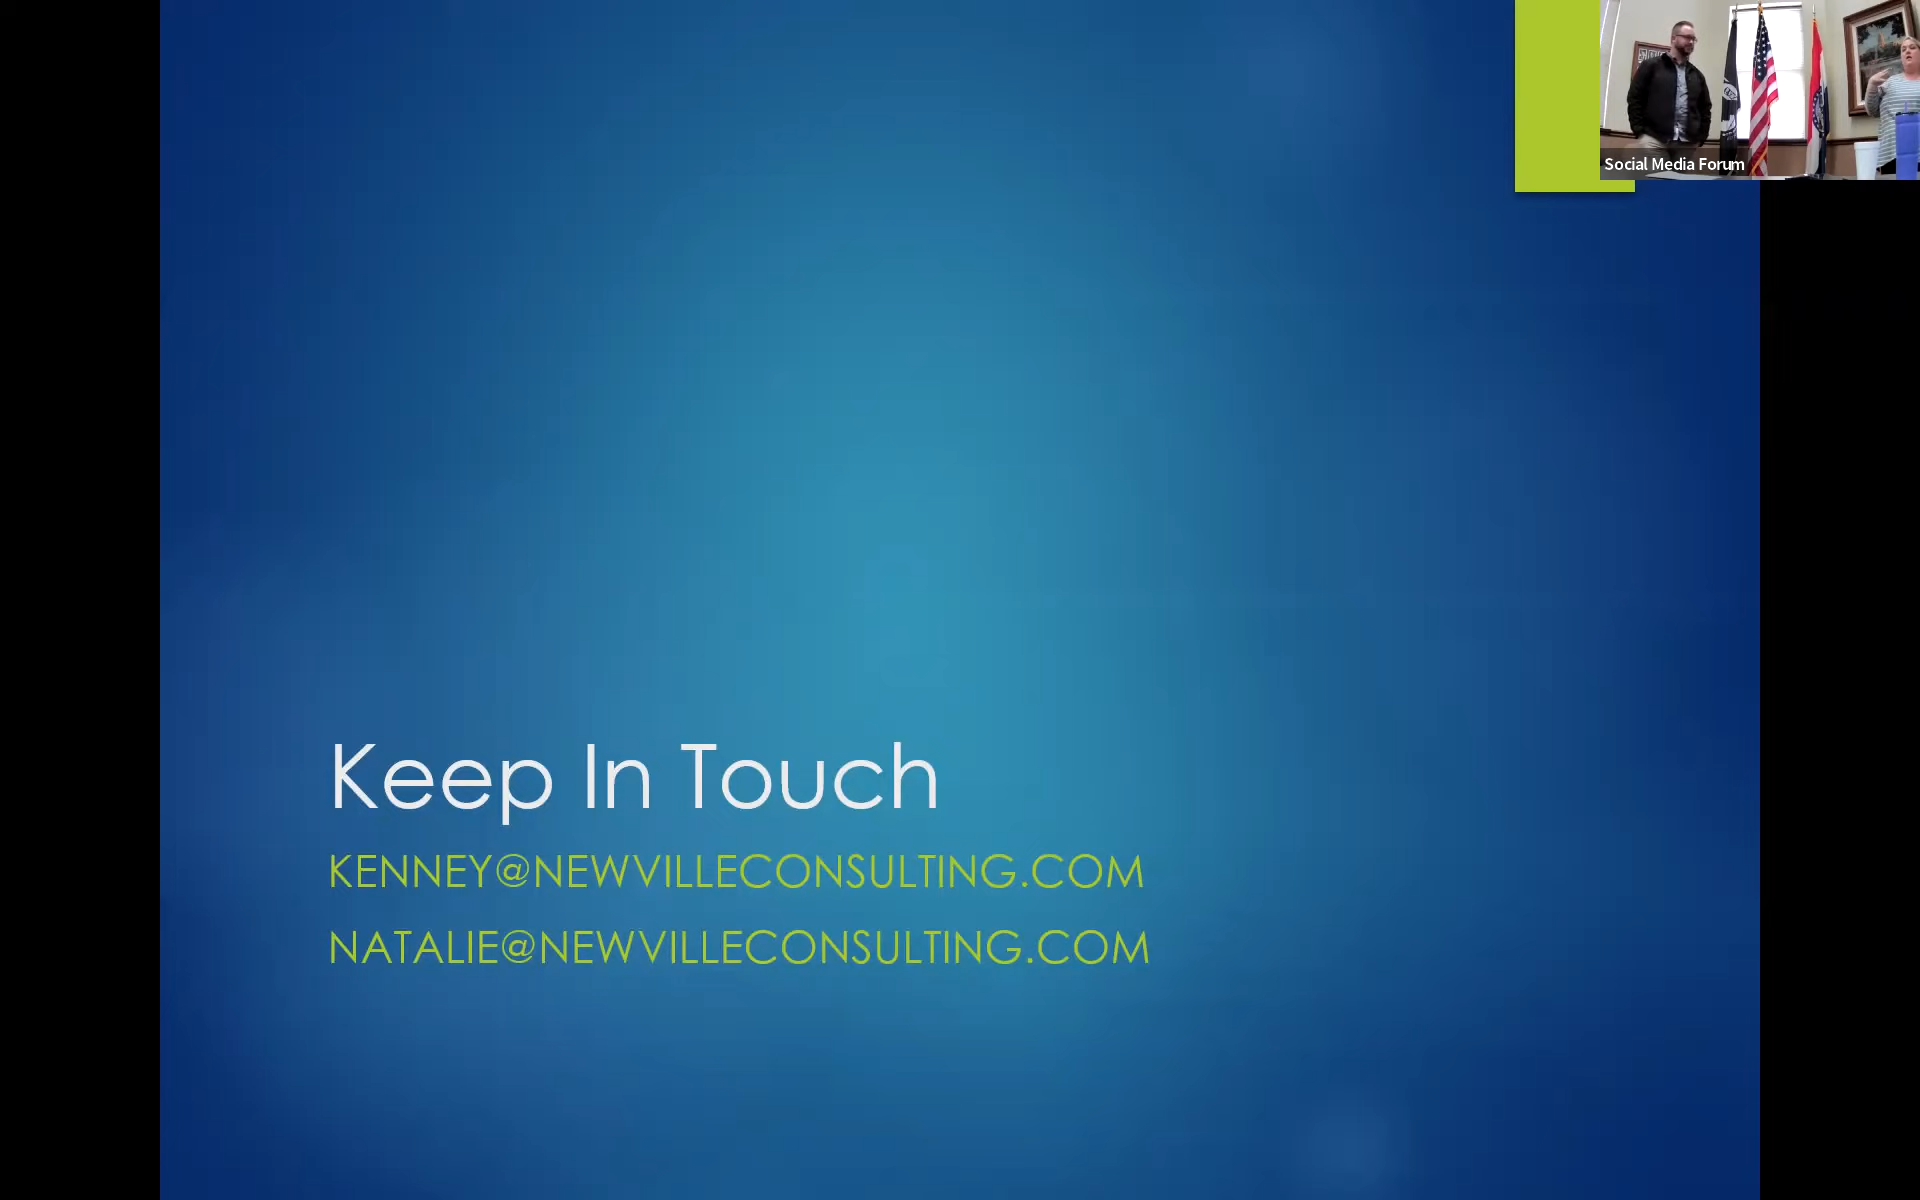 Social Media Forum
Keep In Touch
KENNEY@NEWVILLECONSULTING.COM
NATALIE@NEWVILLECONSULTING.COM